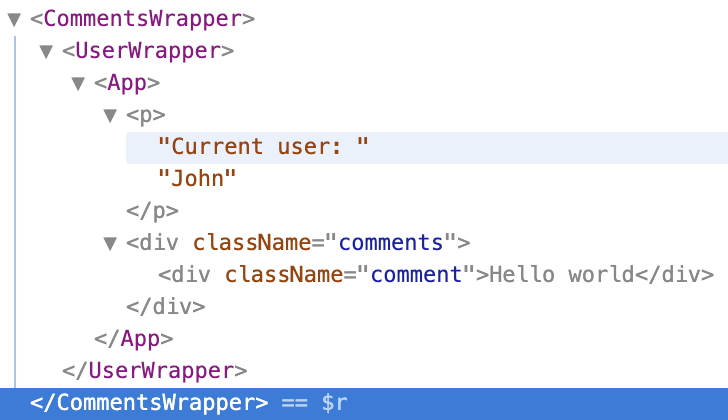 ▼ <CommentsWrapper>
▼ <UserWrapper>
▼ <App>
▼ <p>
"Current user: "
"John"
</p>
▼ <div className="comments">
<div className="comment">Hello world</div>
</div>
</App>
</UserWrapper>
</CommentsWrapper> == $r